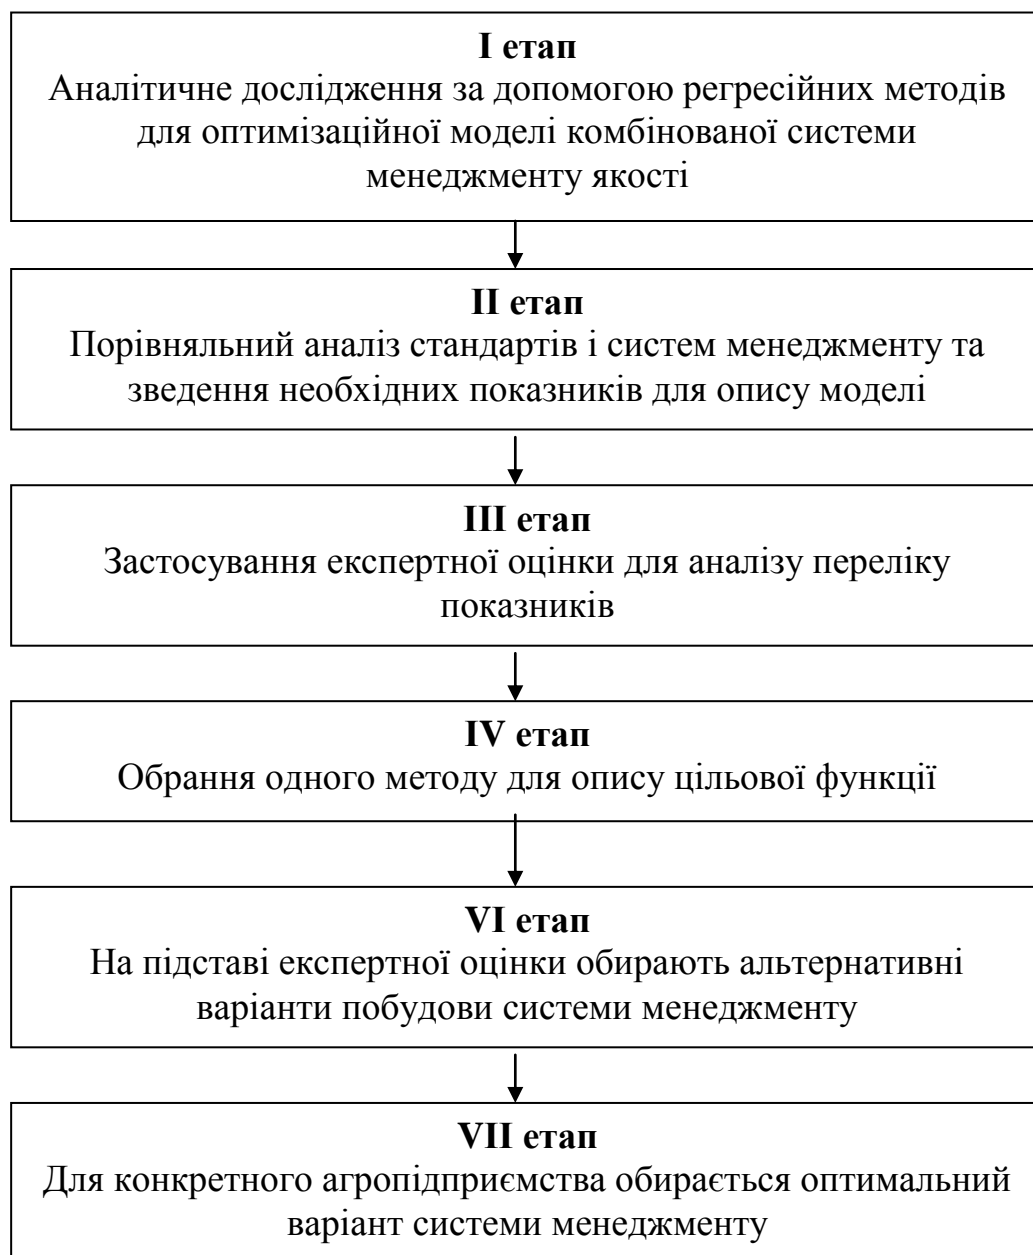 I етап
Аналітичне дослідження за допомогою регресійних методів
для оптимізаційної моделі комбінованої системи
менеджменту якості
II етап
Порівняльний аналіз стандартів і систем менеджменту та
зведення необхідних показників для опису моделі
III етап
Застосування експертної оцінки для аналізу переліку
показників
IV етап
Обрання одного методу для опису цільової функції
VI етап
На підставі експертної оцінки обирають альтернативні
варіанти побудови системи менеджменту
VII етап
Для конкретного агропідприємства обирається оптимальний
варіант системи менеджменту